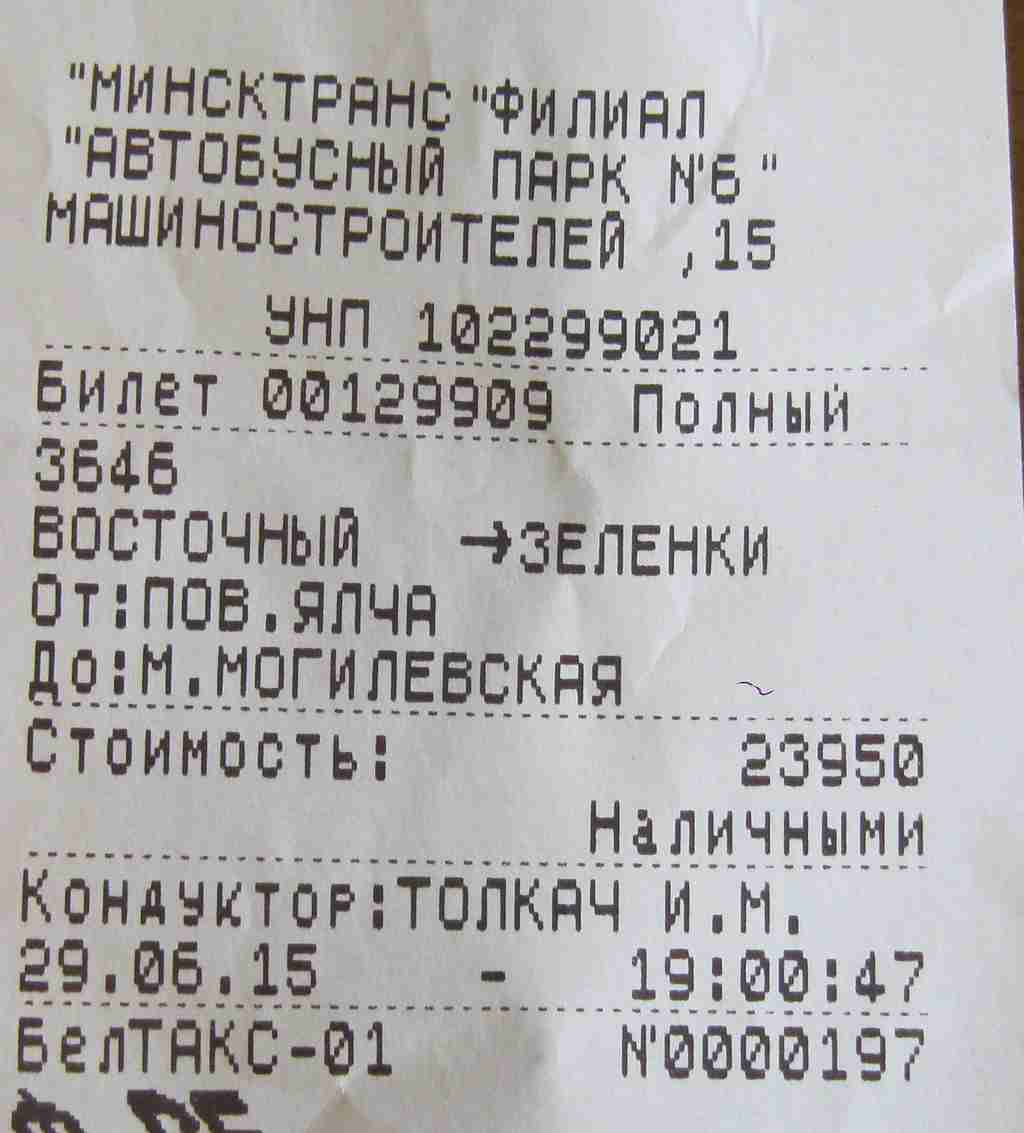 "МИНСКТРАНС "ФИЛИАЛ
"АВТОБУСНЫЙ ПАРК №6"
МАШИНОСТРОИТЕЛЕЙ ,15
УНП 102299021
Билет 00129909 Полный
3646
ВОСТОЧНЫЙ →ЗЕЛЕНКИ
От:ПОВ.ЯЛЧА
До:М.МОГИЛЕВСКАЯ
Стоимость: 23950
Наличными
Кондуктор:ТОЛКАЧ И.М.
29.06.15 - 19:00:47
БелТАКС-01 №0000197